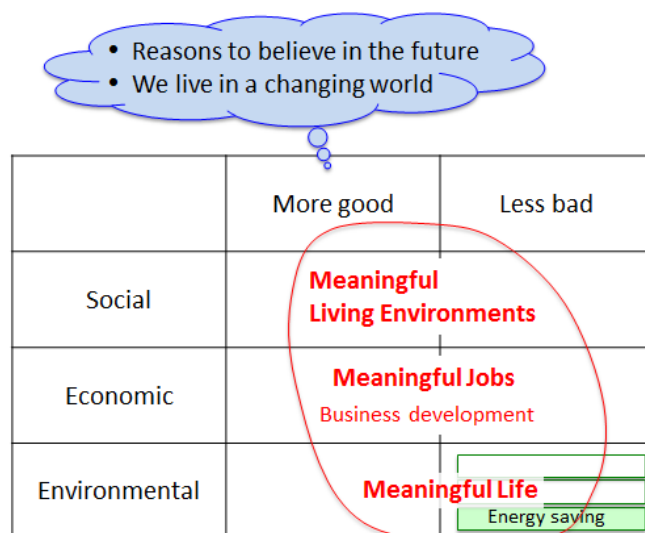 • Reasons to believe in the future
• We live in a changing world
More good
Less bad
Social
Meaningful
Living Environments
Economic
Meaningful Jobs
Business development
Environmental
Meaningful Life
Energy saving